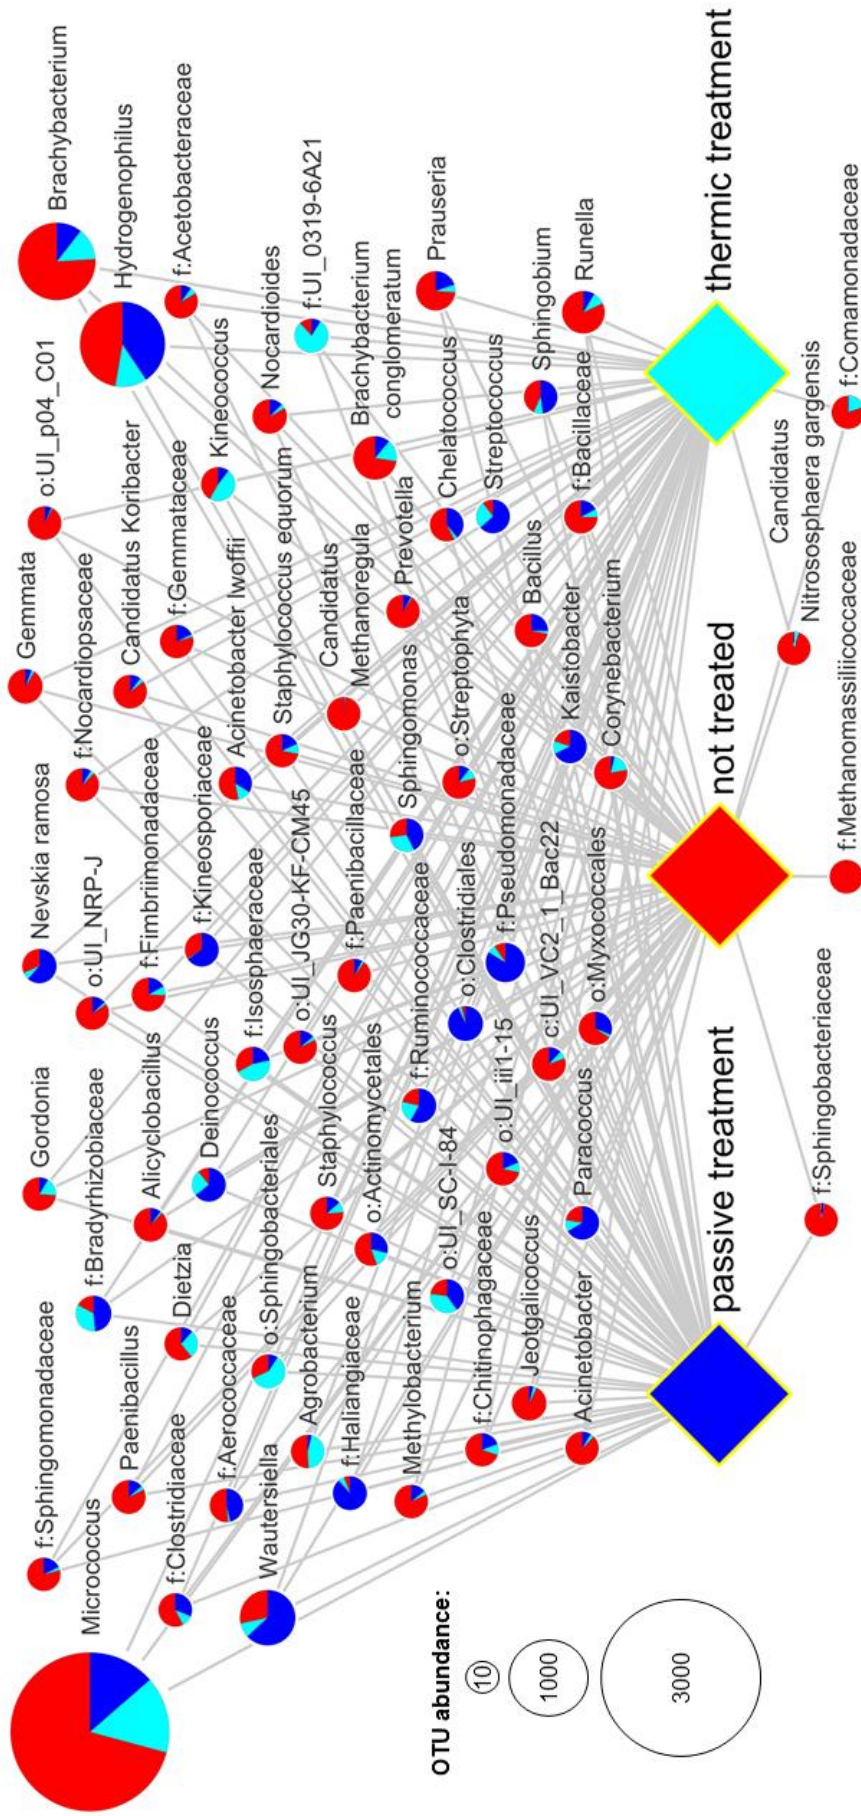 Brachybacterium
Hydrogenophilus
f:Acetobacteraceae
o:UI_p04_C01
Kineococcus
Nocardioides
f:UI_0319-6A21
Brachybacterium
conglomeratum
Prauseria
Gemmata
Candidatus Koribacter
f:Gemmataceae
Staphylococcus equorum
Candidatus
Methanoregula
Prevotella
Chelatococcus
Streptococcus
Sphingobium
Runella
f:Nocardiopsaceae
Acinetobacter lwoffii
Bacillus
f:Bacillaceae
Nevskia ramosa
o:UI_NRP-J
f:Fimbriimonadaceae
f:Kineosporiaceae
f:Isosphaeraceae
o:UI_JG30-KF-CM45
f:Paenibacillaceae
Sphingomonas
o:Streptophyta
Kaistobacter
Corynebacterium
Gordonia
f:Bradyrhizobiaceae
Alicyclobacillus
Deinococcus
o:Sphingobacteriales
Staphylococcus
o:Actinomycetales
f:Ruminococcaceae
o:Clostridiales
f:Pseudomonadaceae
c:UI_VC2_1_Bac22
o:Myxococcales
f:Sphingomonadaceae
Micrococcus
Paenibacillus
Dietzia
f:Clostridiaceae
f:Aerococcaceae
Wautersiella
Agrobacterium
f:Haliangiaceae
Methylobacterium
o:UI_SC-I-84
o:UI_iii1-15
f:Chitinophagaceae
Jeotgalicoccus
Paracoccus
Acinetobacter
passive treatment
not treated
thermic treatment
f:Sphingobacteriaceae
f:Methanomassiliicoccaceae
Candidatus
Nitrososphaera gargensis
f:Comamonadaceae
OTU abundance:
10
1000
3000